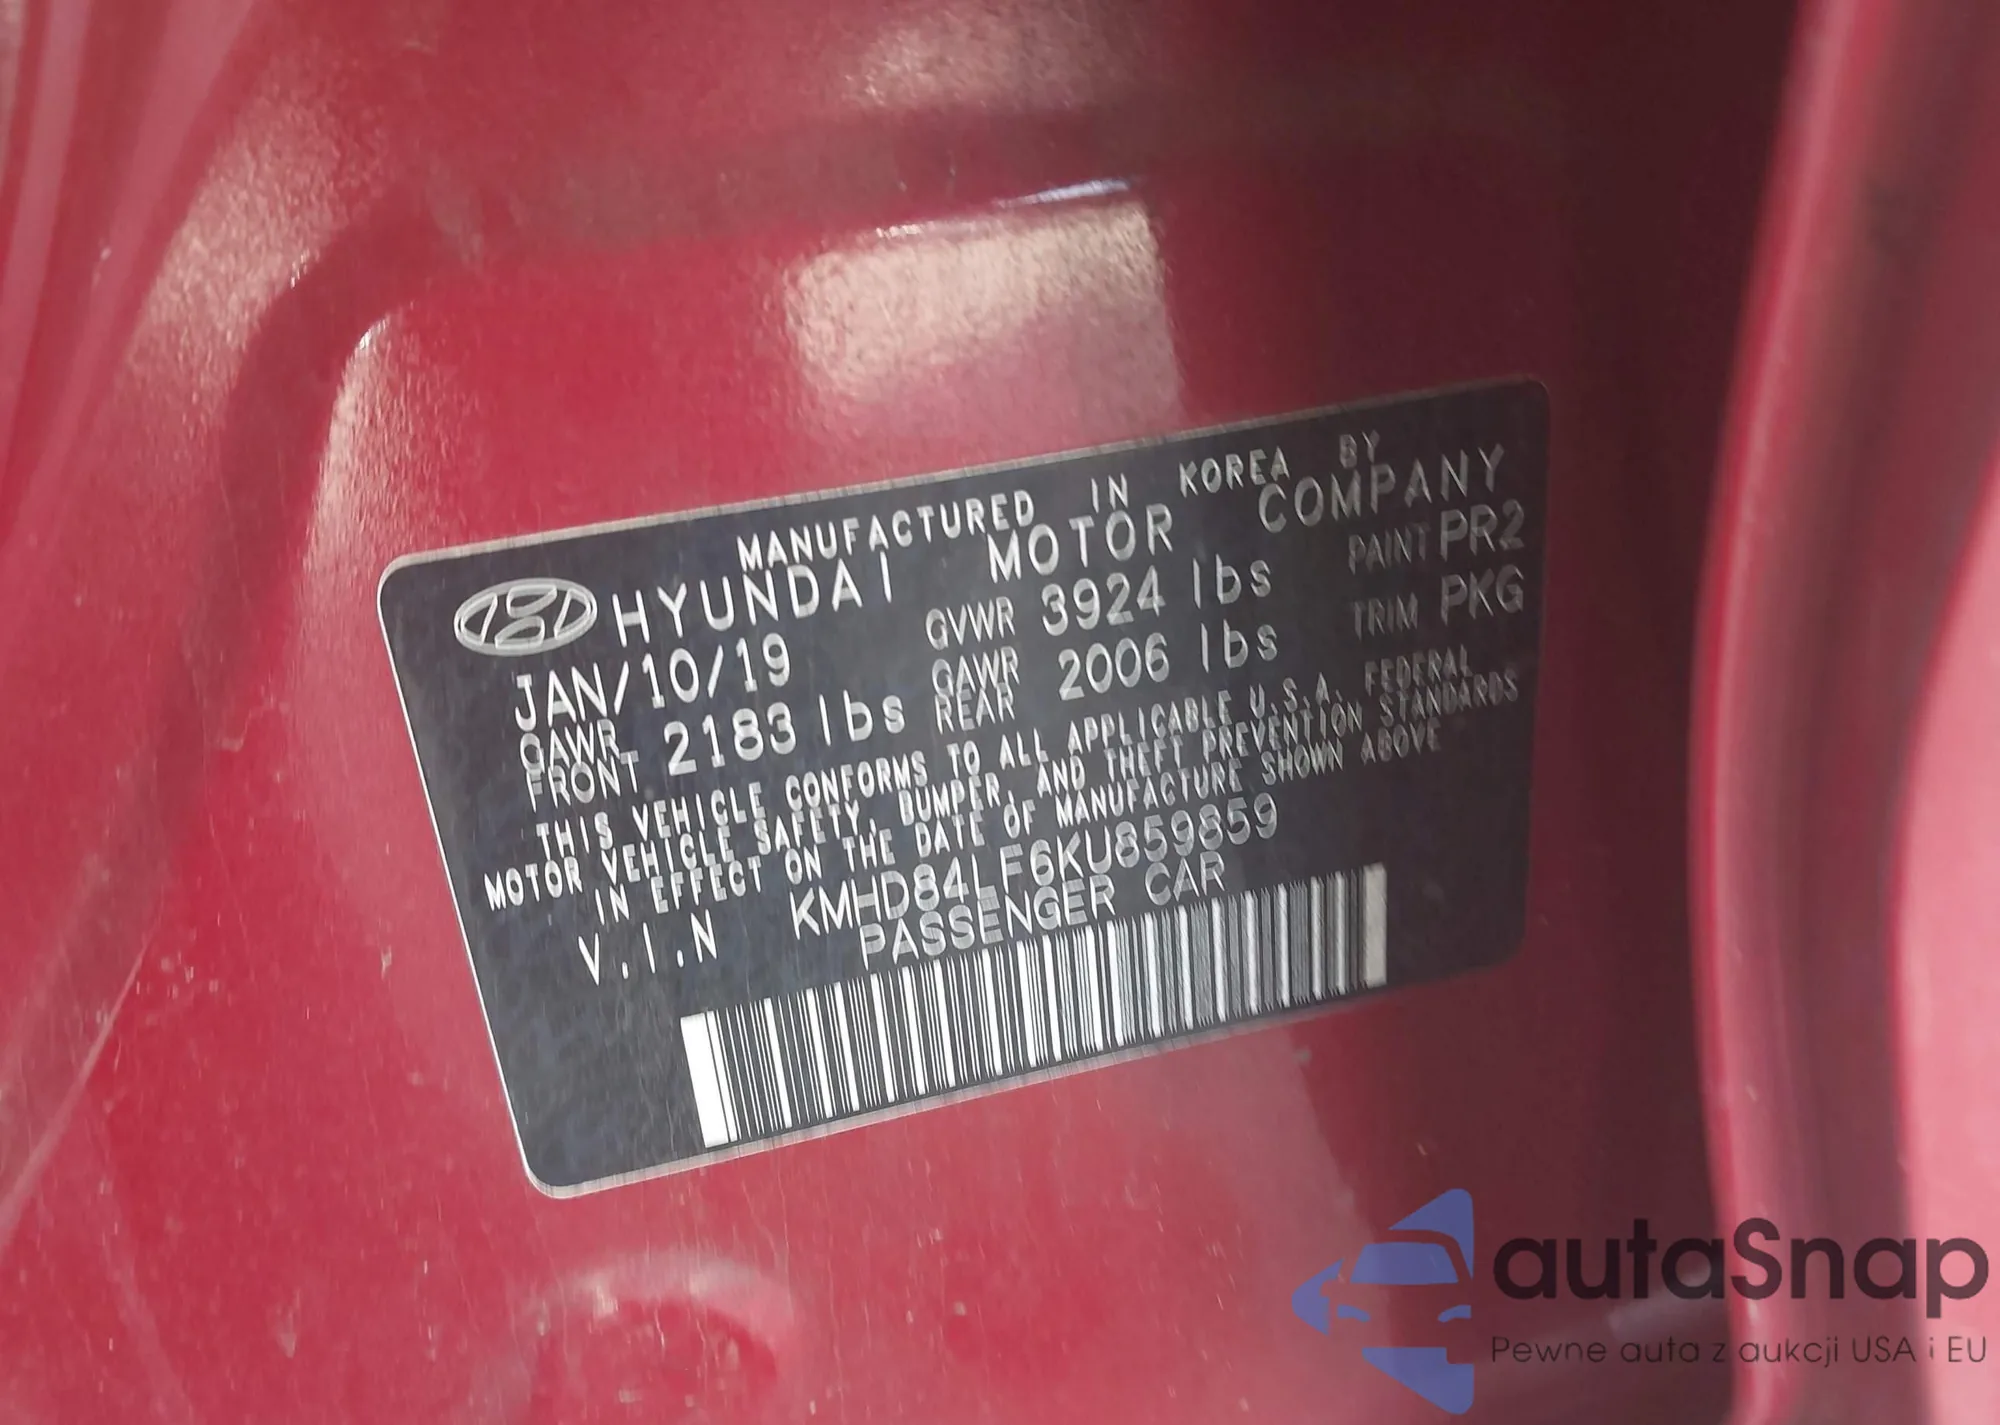 MANUFACTURED IN KOREA BY
HYUNDAI MOTOR COMPANY
JAN/10/19 GVWR 3924 lbs PAINT PR2
GAWR FRONT 2183 lbs GAWR REAR 2006 lbs TRIM PKG
THIS VEHICLE CONFORMS TO ALL APPLICABLE U.S.A. FEDERAL
MOTOR VEHICLE SAFETY, BUMPER, AND THEFT PREVENTION STANDARDS
IN EFFECT ON THE DATE OF MANUFACTURE SHOWN ABOVE
V.I.N KMHD84LF6KU859859
PASSENGER CAR
autaSnap
Pewne auta z aukcji USA i EU